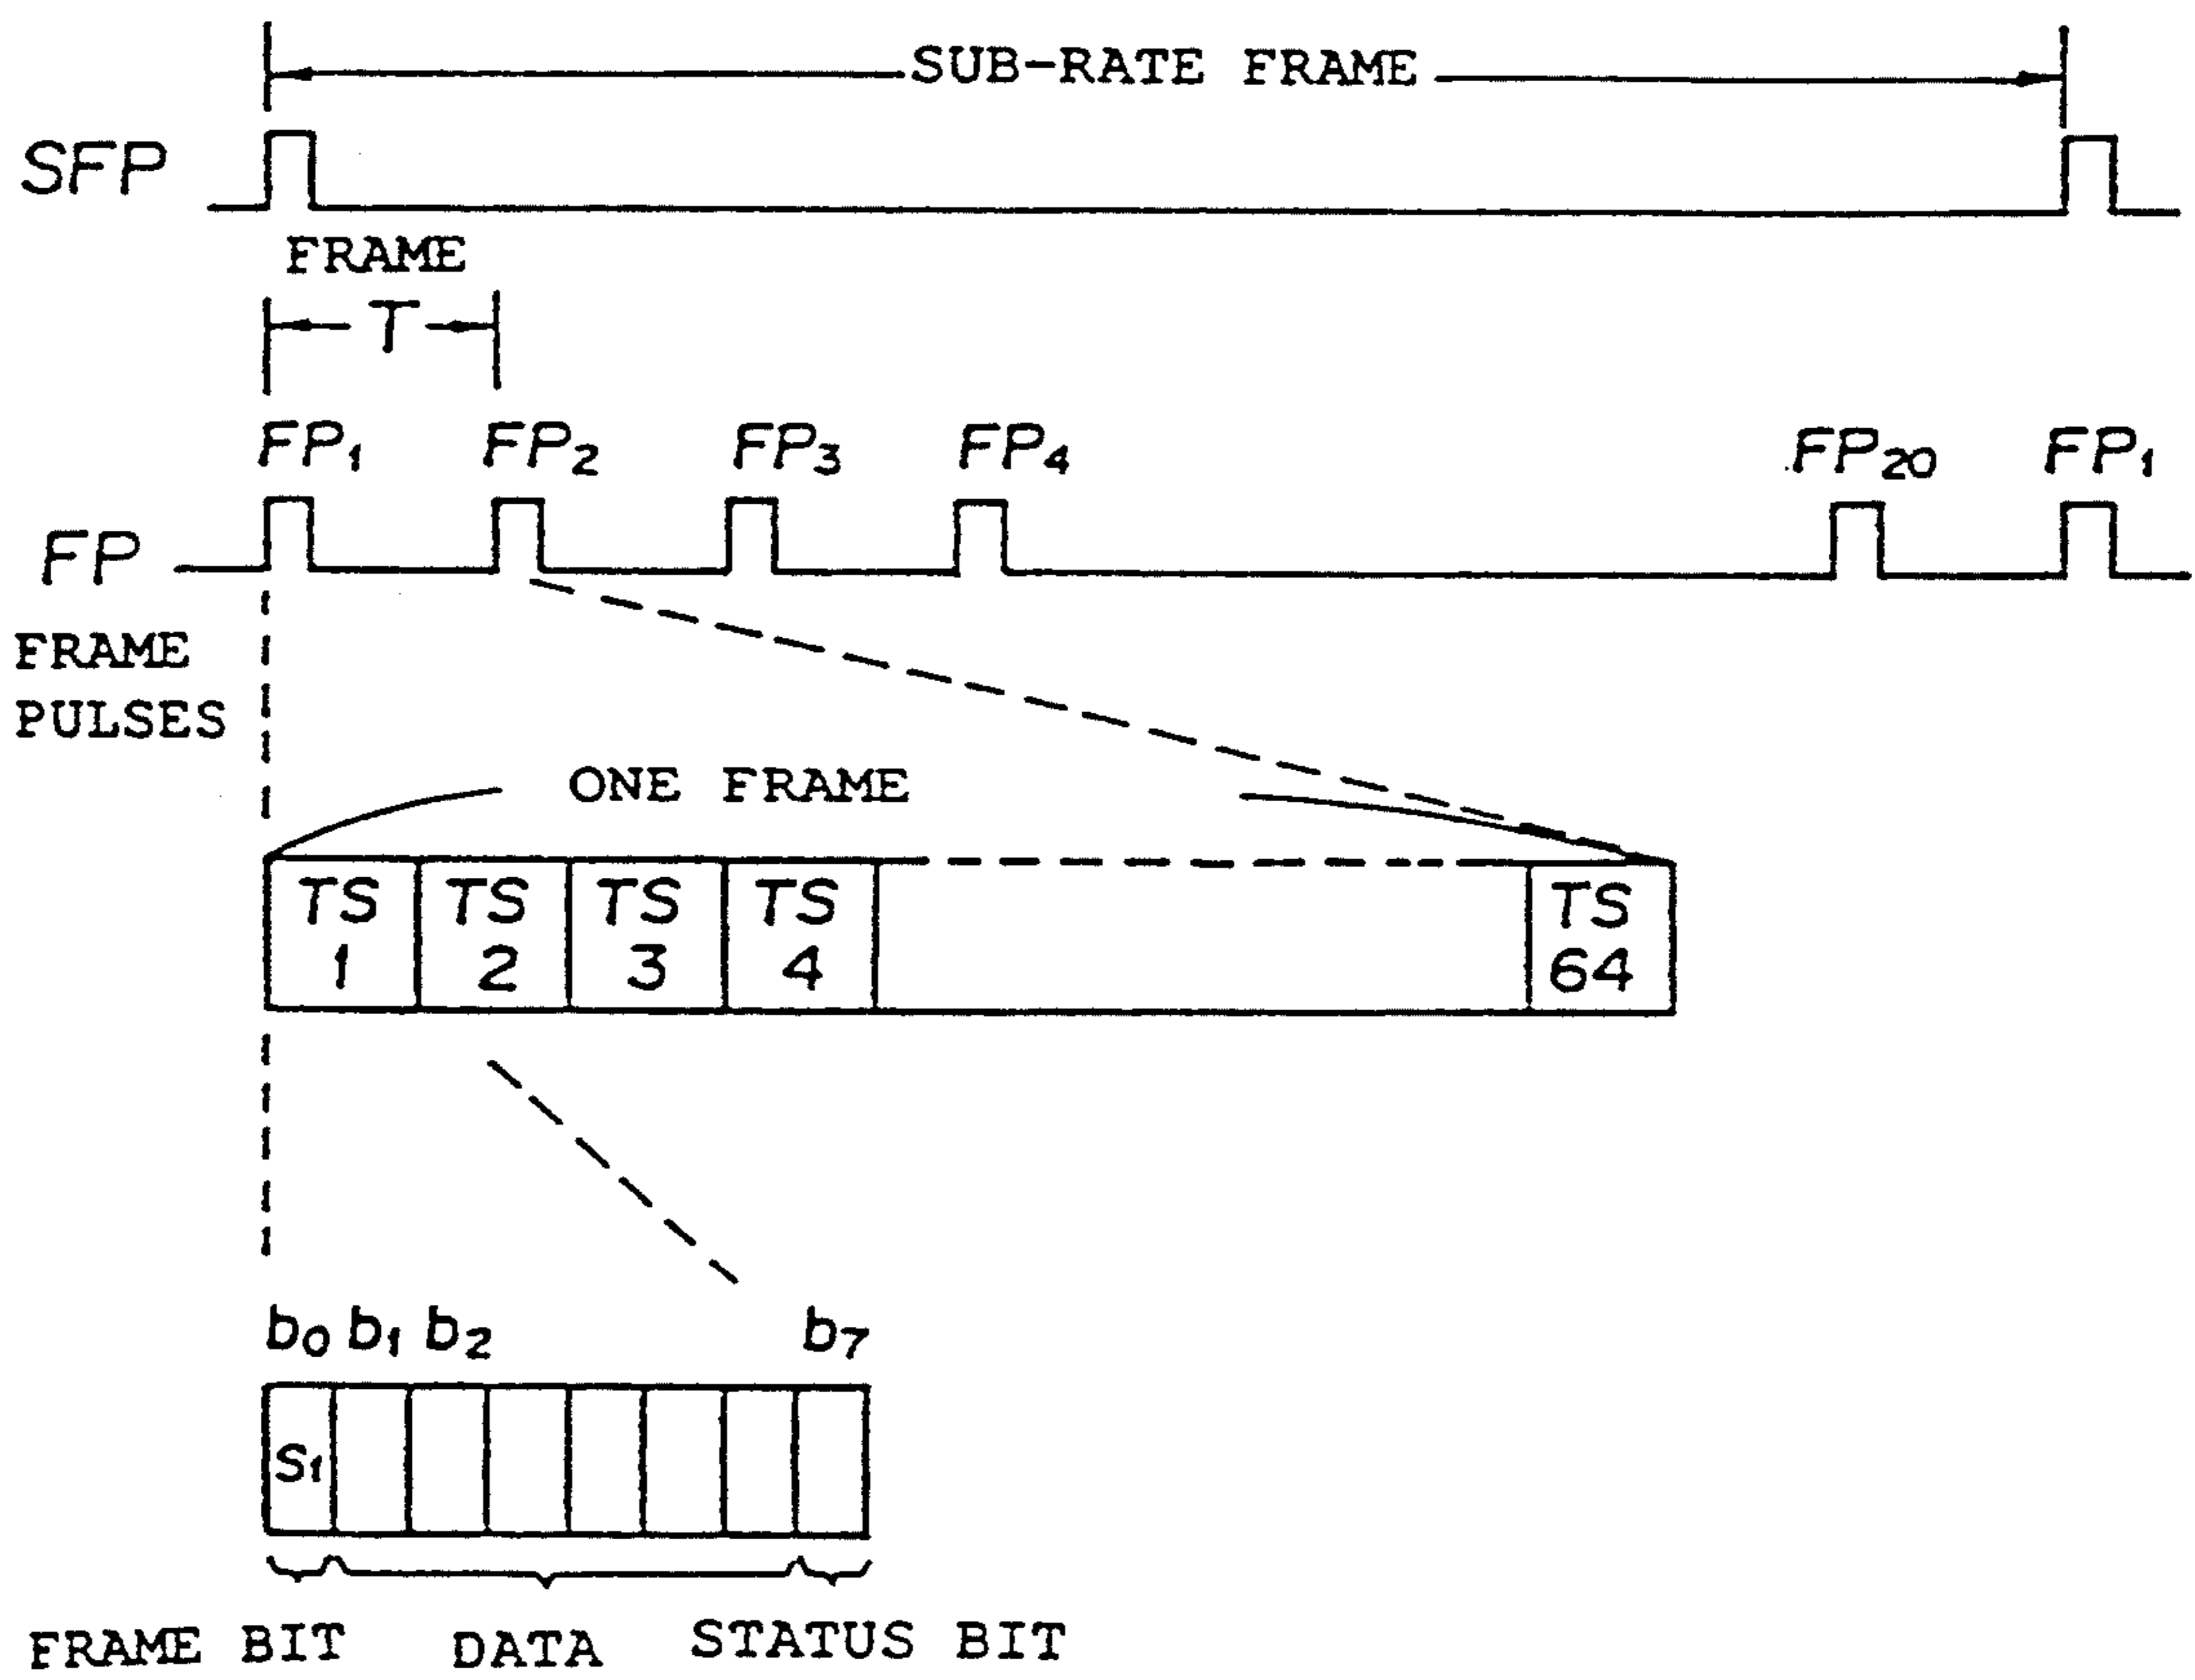 SUB-RATE FRAME
SFP
FRAME
T
FP1 FP2 FP3 FP4 FP20 FP1
FP
FRAME
PULSES
ONE FRAME
TS TS TS TS TS
1 2 3 4 64
b0 b1 b2 b7
S1
FRAME BIT DATA STATUS BIT